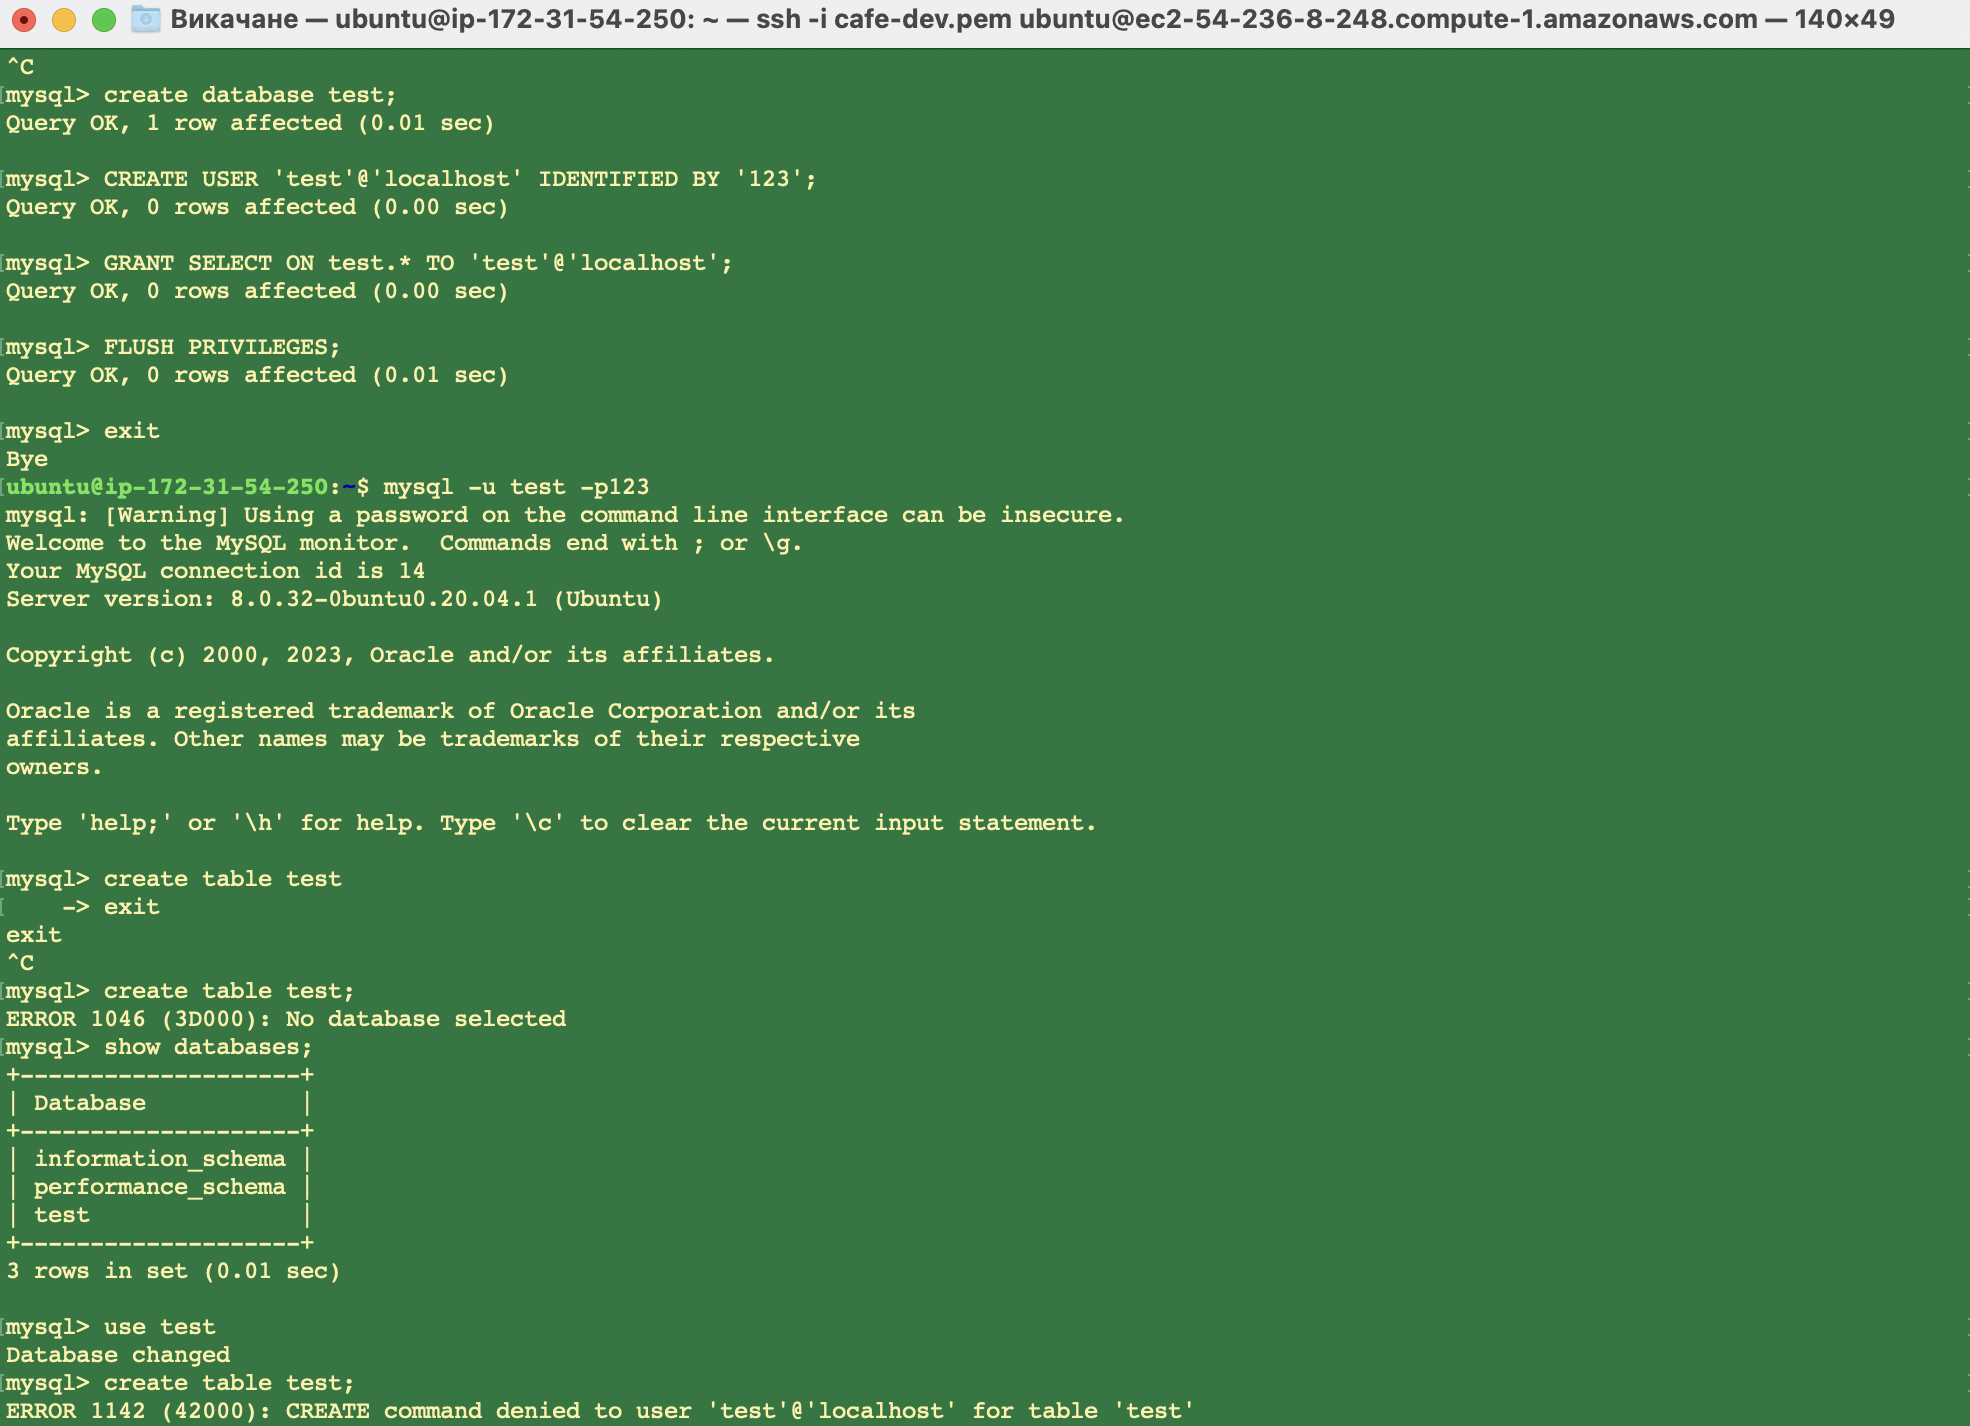 Викачане — ubuntu@ip-172-31-54-250: ~ — ssh -i cafe-dev.pem ubuntu@ec2-54-236-8-248.compute-1.amazonaws.com — 140×49
^C
mysql> create database test;
Query OK, 1 row affected (0.01 sec)
mysql> CREATE USER 'test'@'localhost' IDENTIFIED BY '123';
Query OK, 0 rows affected (0.00 sec)
mysql> GRANT SELECT ON test.* TO 'test'@'localhost';
Query OK, 0 rows affected (0.00 sec)
mysql> FLUSH PRIVILEGES;
Query OK, 0 rows affected (0.01 sec)
mysql> exit
Bye
ubuntu@ip-172-31-54-250:~$ mysql -u test -p123
mysql: [Warning] Using a password on the command line interface can be insecure.
Welcome to the MySQL monitor.  Commands end with ; or \g.
Your MySQL connection id is 14
Server version: 8.0.32-0buntu0.20.04.1 (Ubuntu)
Copyright (c) 2000, 2023, Oracle and/or its affiliates.
Oracle is a registered trademark of Oracle Corporation and/or its
affiliates. Other names may be trademarks of their respective
owners.
Type 'help;' or '\h' for help. Type '\c' to clear the current input statement.
mysql> create table test
    -> exit
exit
^C
mysql> create table test;
ERROR 1046 (3D000): No database selected
mysql> show databases;
+--------------------+
| Database           |
+--------------------+
| information_schema |
| performance_schema |
| test               |
+--------------------+
3 rows in set (0.01 sec)
mysql> use test
Database changed
mysql> create table test;
ERROR 1142 (42000): CREATE command denied to user 'test'@'localhost' for table 'test'